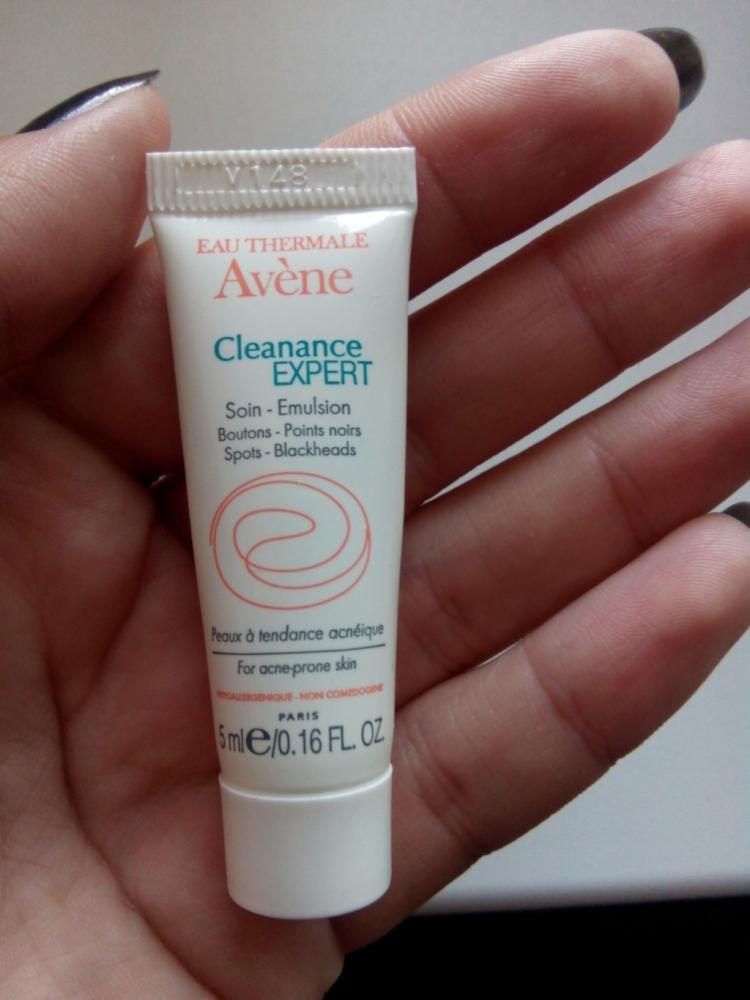 Y148
EAU THERMALE
Avène
Cleanance
EXPERT
Soin - Emulsion
Boutons - Points noirs
Spots - Blackheads
Peaux à tendance acnéique
For acne-prone skin
HYPOALLERGENIQUE - NON COMEDOGENE
PARIS
5 ml e/0.16 FL. OZ.